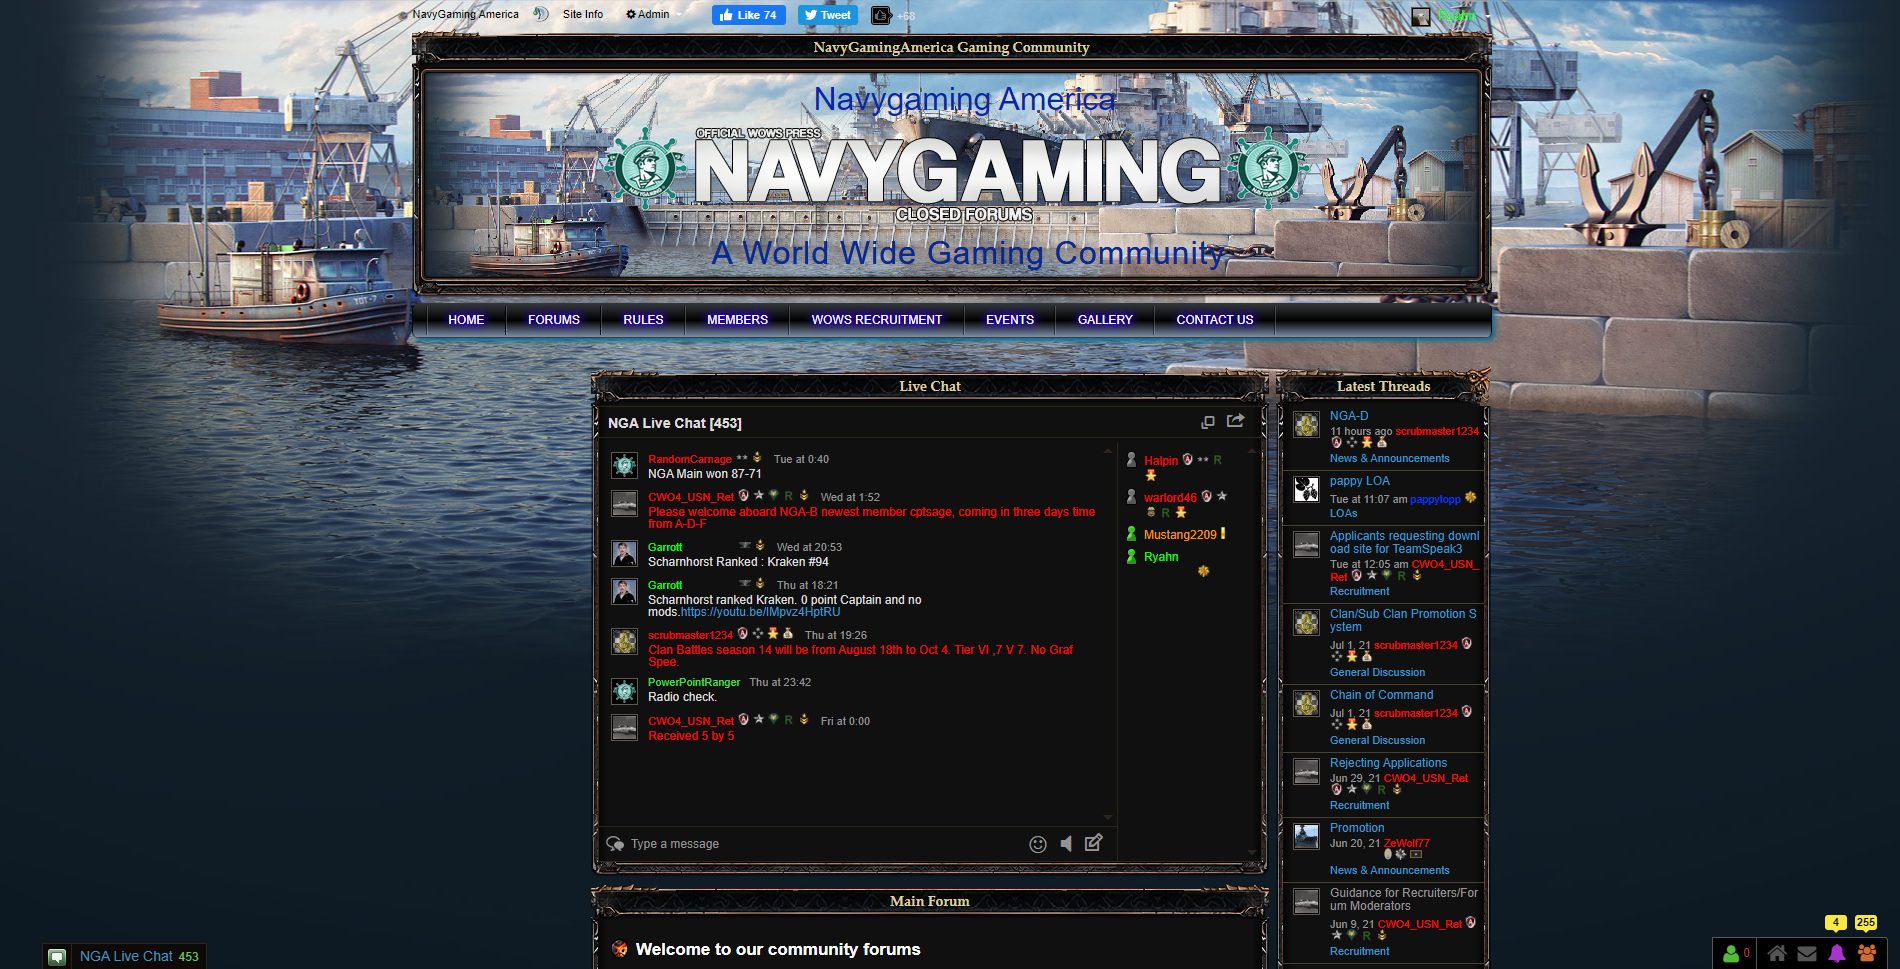 NavyGaming America
Site Info
Admin
Like 74
Tweet
+68
Ryahn
NavyGamingAmerica Gaming Community
Navygaming America
OFFICIAL WOWS PRESS
NAVYGAMING
CLOSED FORUMS
A World Wide Gaming Community
HOME
FORUMS
RULES
MEMBERS
WOWS RECRUITMENT
EVENTS
GALLERY
CONTACT US
Live Chat
NGA Live Chat [453]
RandomCarnage ** Tue at 0:40
NGA Main won 87-71
CWO4_USN_Ret R Wed at 1:52
Please welcome aboard NGA-B newest member cptsage, coming in three days time
from A-D-F
Garrott Wed at 20:53
Scharnhorst Ranked : Kraken #94
Garrott Thu at 18:21
Scharnhorst ranked Kraken. 0 point Captain and no
mods.https://youtu.be/IMpvz4HptRU
scrubmaster1234 Thu at 19:26
Clan Battles season 14 will be from August 18th to Oct 4. Tier VI ,7 V 7. No Graf
Spee.
PowerPointRanger Thu at 23:42
Radio check.
CWO4_USN_Ret R Fri at 0:00
Received 5 by 5
Halpin ** R
warlord46
R
Mustang2209
Ryahn
Type a message
Main Forum
Welcome to our community forums
Latest Threads
NGA-D
11 hours ago scrubmaster1234
News & Announcements
pappy LOA
Tue at 11:07 am pappytopp
LOAs
Applicants requesting downl
oad site for TeamSpeak3
Tue at 12:05 am CWO4_USN_
Ret R
Recruitment
Clan/Sub Clan Promotion S
ystem
Jul 1, 21 scrubmaster1234
General Discussion
Chain of Command
Jul 1, 21 scrubmaster1234
General Discussion
Rejecting Applications
Jun 29, 21 CWO4_USN_Ret
R
Recruitment
Promotion
Jun 20, 21 ZeWolf77
News & Announcements
Guidance for Recruiters/For
um Moderators
Jun 9, 21 CWO4_USN_Ret
R
Recruitment
NGA Live Chat 453
4
255
0